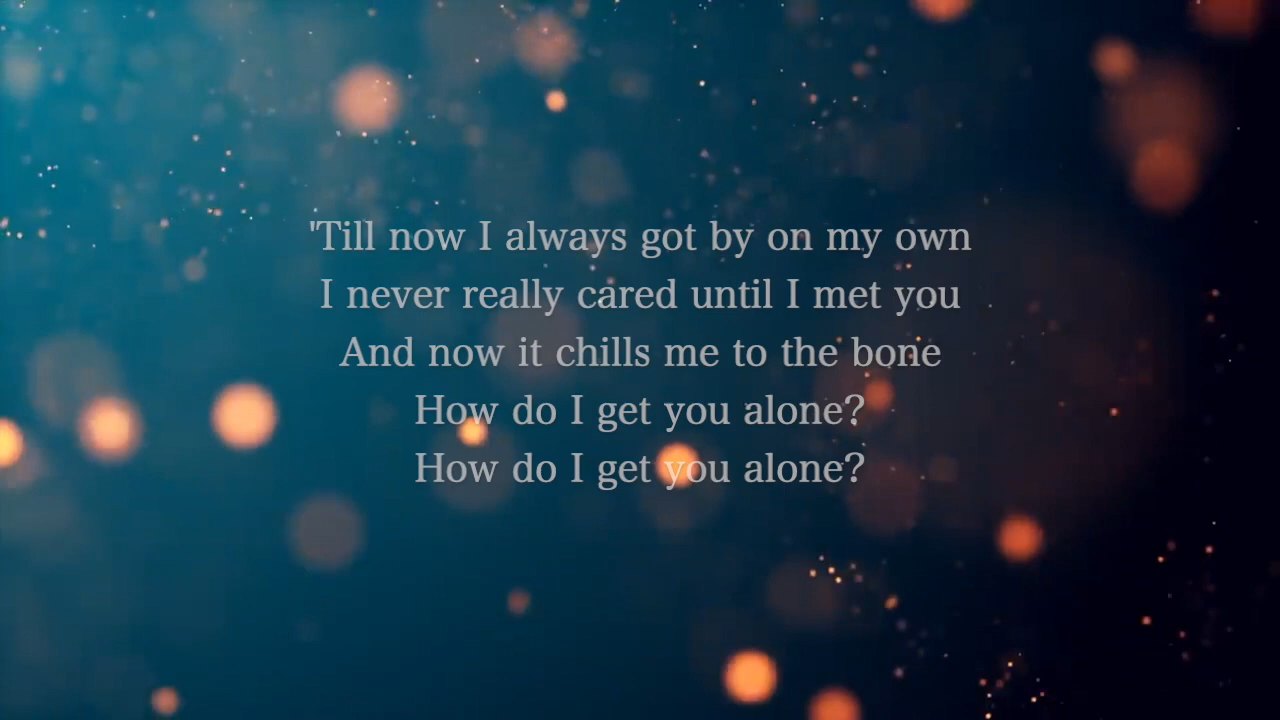 'Till now I always got by on my own
I never really cared until I met you
And now it chills me to the bone
How do I get you alone?
How do I get you alone?